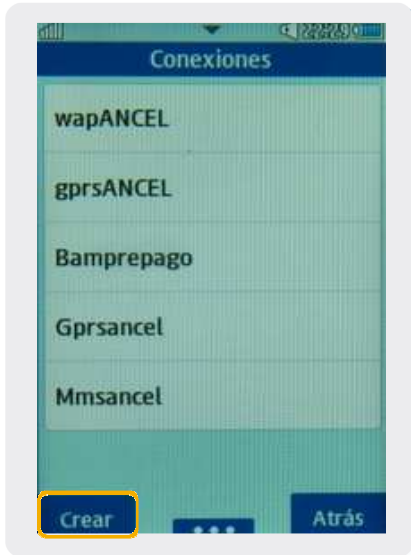 Conexiones
wapANCEL
gprsANCEL
Bamprepago
Gprsancel
Mmsancel
Crear
Atrás